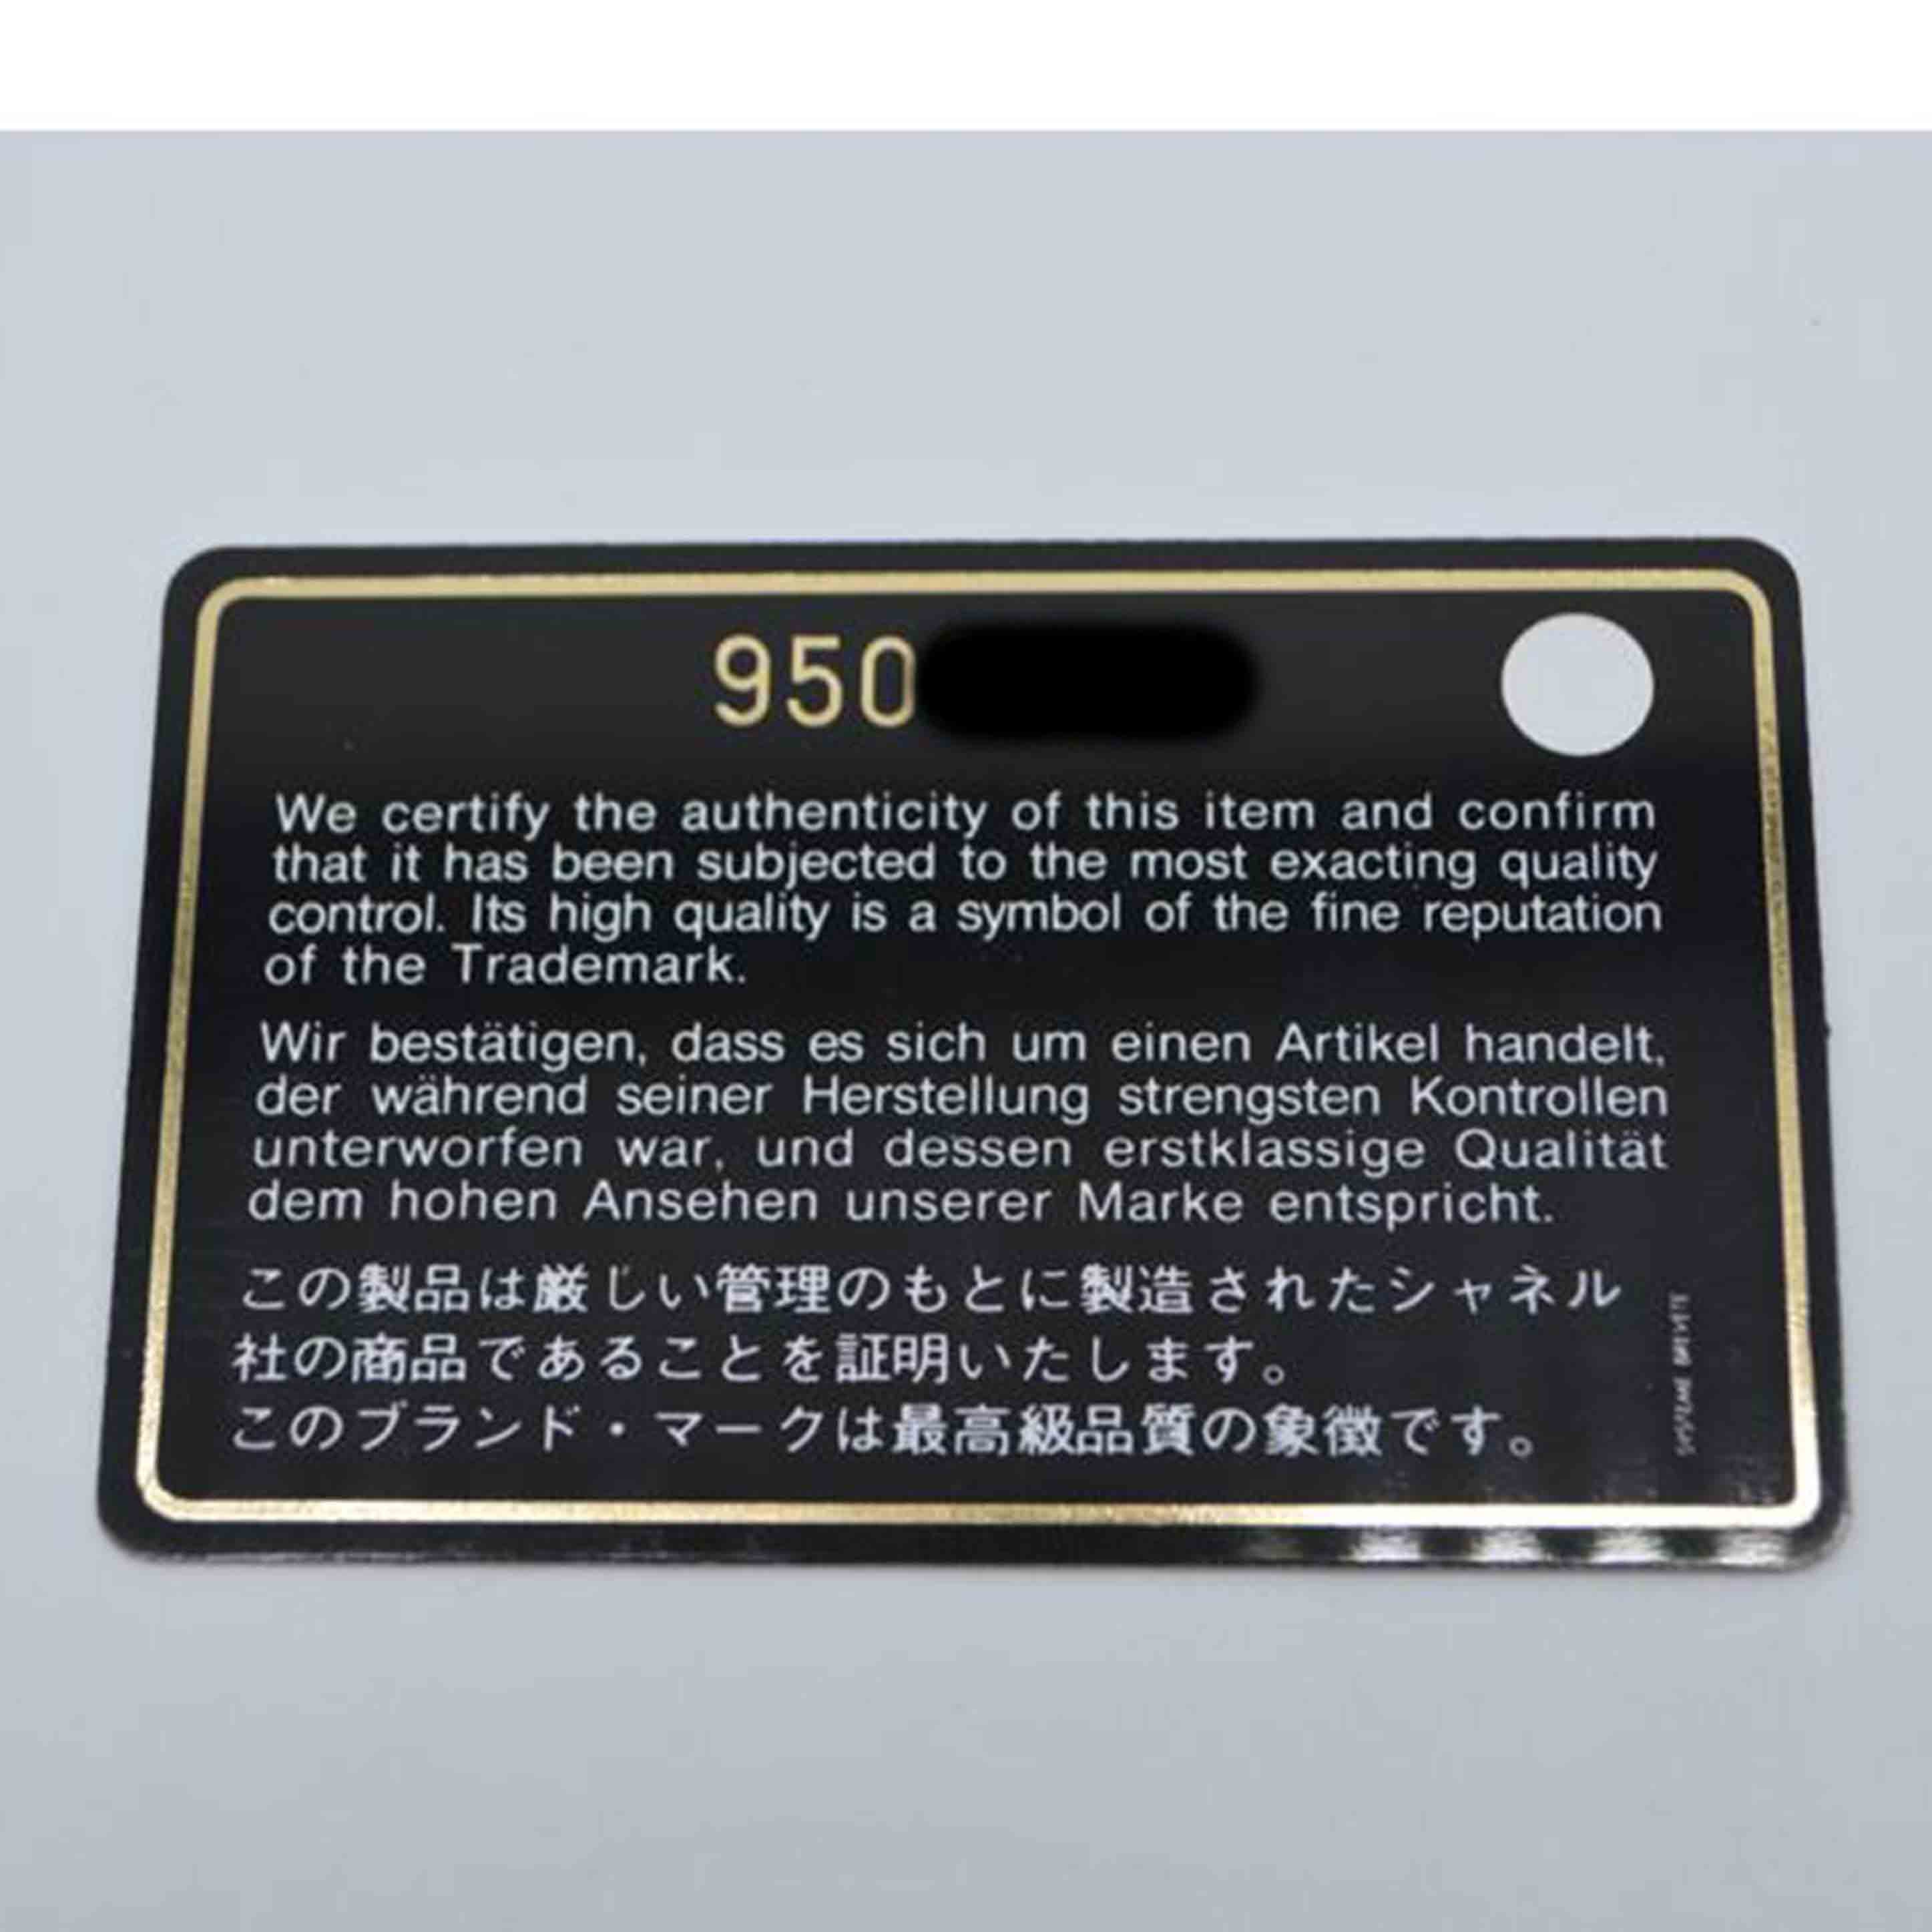 950
We certify the authenticity of this item and confirm
that it has been subjected to the most exacting quality
control. Its high quality is a symbol of the fine reputation
of the Trademark.
Wir bestätigen, dass es sich um einen Artikel handelt,
der während seiner Herstellung strengsten Kontrollen
unterworfen war, und dessen erstklassige Qualität
dem hohen Ansehen unserer Marke entspricht.
この製品は厳じい管理のもとに製造されたシャネル
社の商品であることを証明いたします。
このブランド・マークは最高級品質の象徴です。
SYSTEME BREVETE